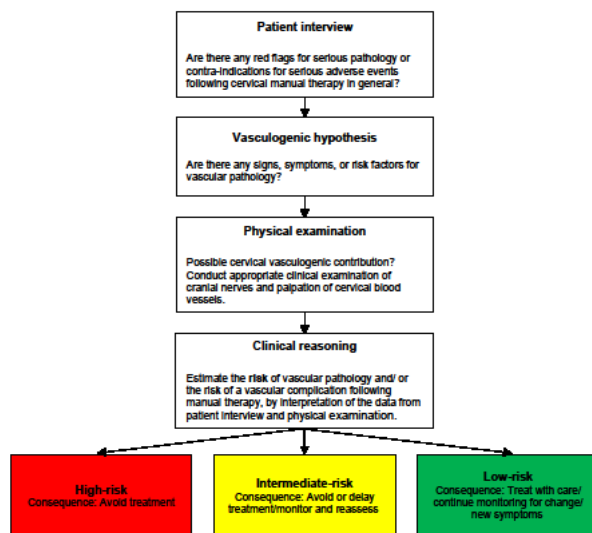 Patient interview
Are there any red flags for serious pathology or
contra-indications for serious adverse events
following cervical manual therapy in general?
Vasculogenic hypothesis
Are there any signs, symptoms, or risk factors for
vascular pathology?
Physical examination
Possible cervical vasculogenic contribution?
Conduct appropriate clinical examination of
cranial nerves and palpation of cervical blood
vessels.
Clinical reasoning
Estimate the risk of vascular pathology and/ or
the risk of a vascular complication following
manual therapy, by interpretation of the data from
patient interview and physical examination.
High-risk
Consequence: Avoid treatment
Intermediate-risk
Consequence: Avoid or delay
treatment/monitor and reassess
Low-risk
Consequence: Treat with care/
continue monitoring for change/
new symptoms